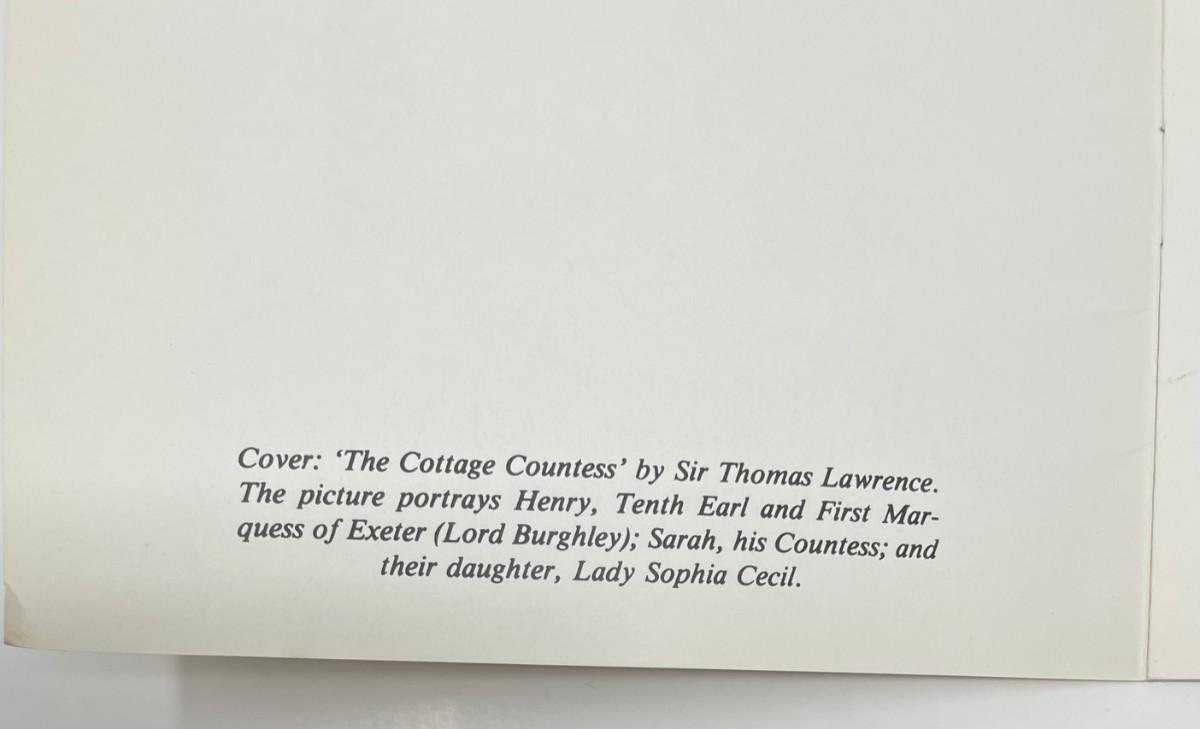 Cover: ‘The Cottage Countess’ by Sir Thomas Lawrence.
The picture portrays Henry, Tenth Earl and First Mar-
quess of Exeter (Lord Burghley); Sarah, his Countess; and
their daughter, Lady Sophia Cecil.